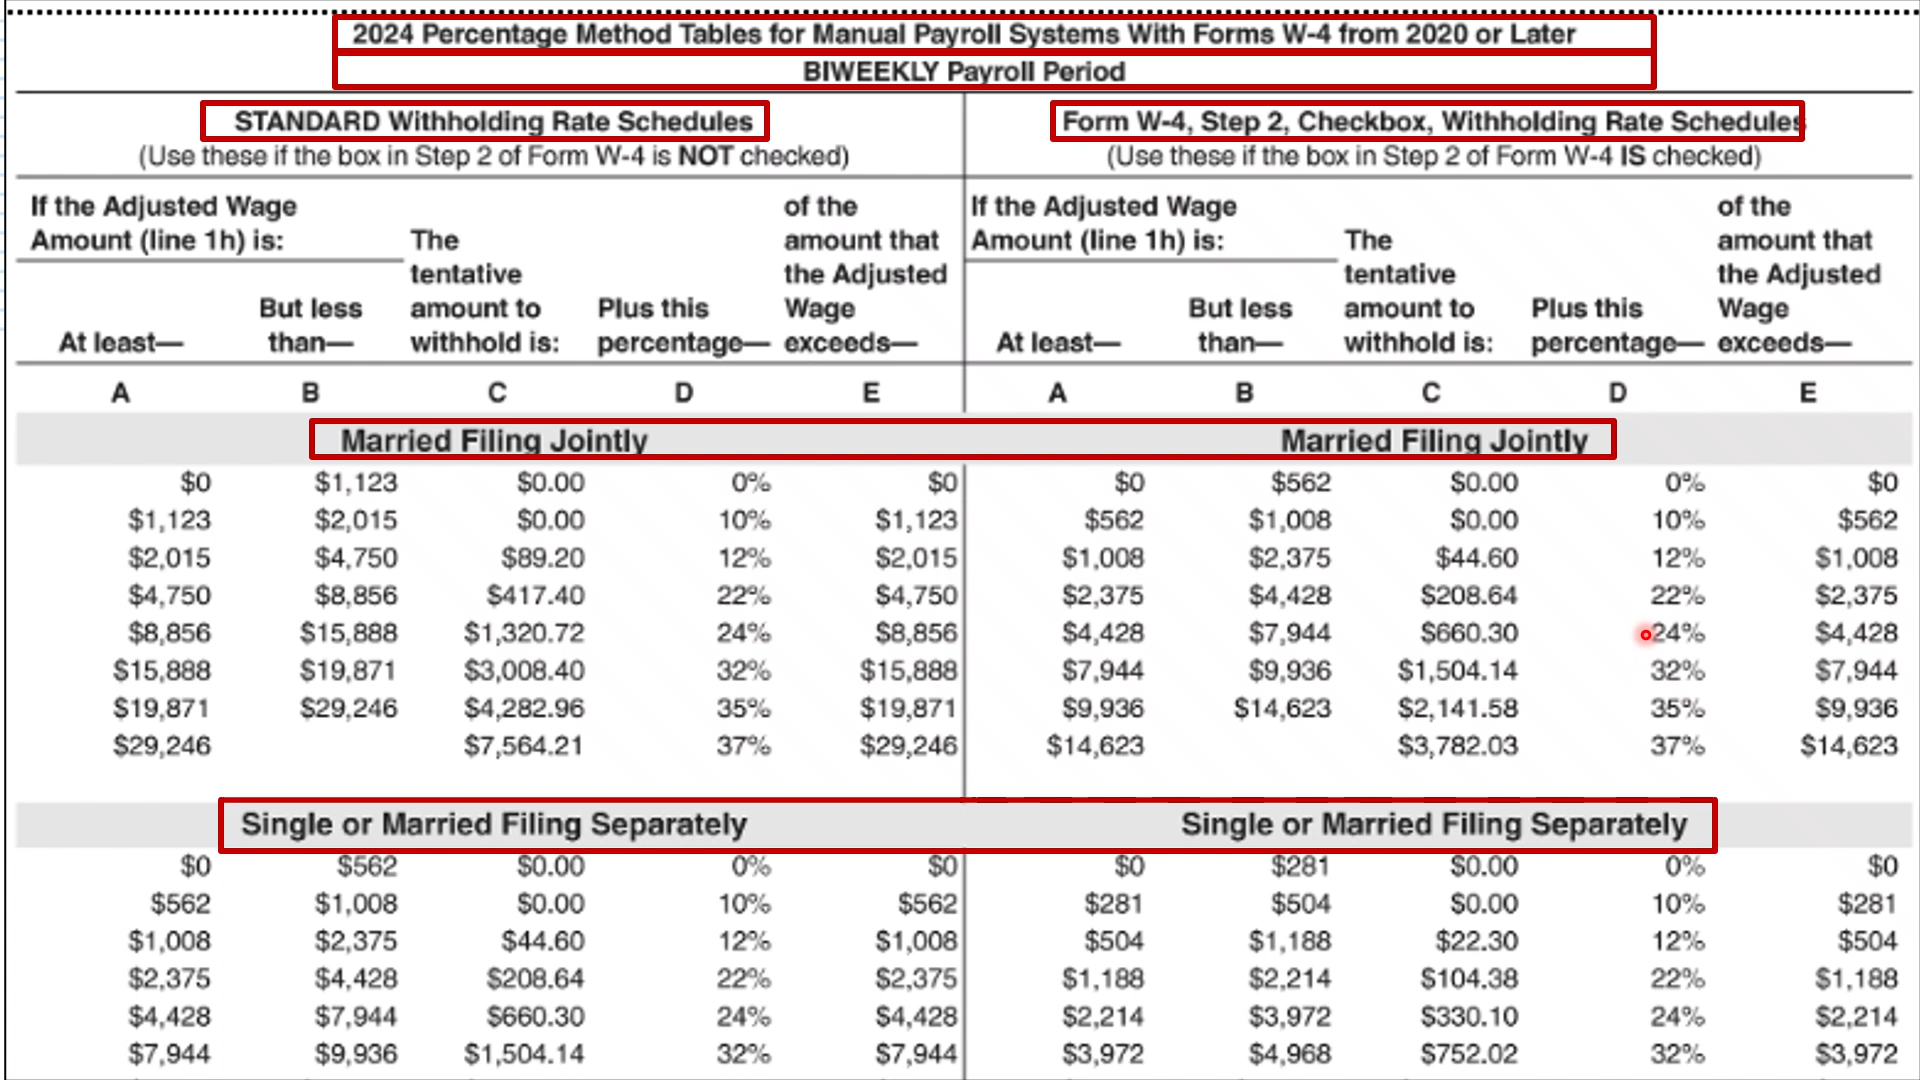 2024 Percentage Method Tables for Manual Payroll Systems With Forms W-4 from 2020 or Later
BIWEEKLY Payroll Period
STANDARD Withholding Rate Schedules
(Use these if the box in Step 2 of Form W-4 is NOT checked)
Form W-4, Step 2, Checkbox, Withholding Rate Schedules
(Use these if the box in Step 2 of Form W-4 IS checked)
If the Adjusted Wage
Amount (line 1h) is:
At least—
But less
than—
The
tentative
amount to
withhold is:
Plus this
percentage—
of the
amount that
the Adjusted
Wage
exceeds—
If the Adjusted Wage
Amount (line 1h) is:
At least—
But less
than—
The
tentative
amount to
withhold is:
Plus this
percentage—
of the
amount that
the Adjusted
Wage
exceeds—
A B C D E A B C D E
Married Filing Jointly Married Filing Jointly
$0 $1,123 $0.00 0% $0 $0 $562 $0.00 0% $0
$1,123 $2,015 $0.00 10% $1,123 $562 $1,008 $0.00 10% $562
$2,015 $4,750 $89.20 12% $2,015 $1,008 $2,375 $44.60 12% $1,008
$4,750 $8,856 $417.40 22% $4,750 $2,375 $4,428 $208.64 22% $2,375
$8,856 $15,888 $1,320.72 24% $8,856 $4,428 $7,944 $660.30 24% $4,428
$15,888 $19,871 $3,008.40 32% $15,888 $7,944 $9,936 $1,504.14 32% $7,944
$19,871 $29,246 $4,282.96 35% $19,871 $9,936 $14,623 $2,141.58 35% $9,936
$29,246 $7,564.21 37% $29,246 $14,623 $3,782.03 37% $14,623
Single or Married Filing Separately Single or Married Filing Separately
$0 $562 $0.00 0% $0 $0 $281 $0.00 0% $0
$562 $1,008 $0.00 10% $562 $281 $504 $0.00 10% $281
$1,008 $2,375 $44.60 12% $1,008 $504 $1,188 $22.30 12% $504
$2,375 $4,428 $208.64 22% $2,375 $1,188 $2,214 $104.38 22% $1,188
$4,428 $7,944 $660.30 24% $4,428 $2,214 $3,972 $330.10 24% $2,214
$7,944 $9,936 $1,504.14 32% $7,944 $3,972 $4,968 $752.02 32% $3,972